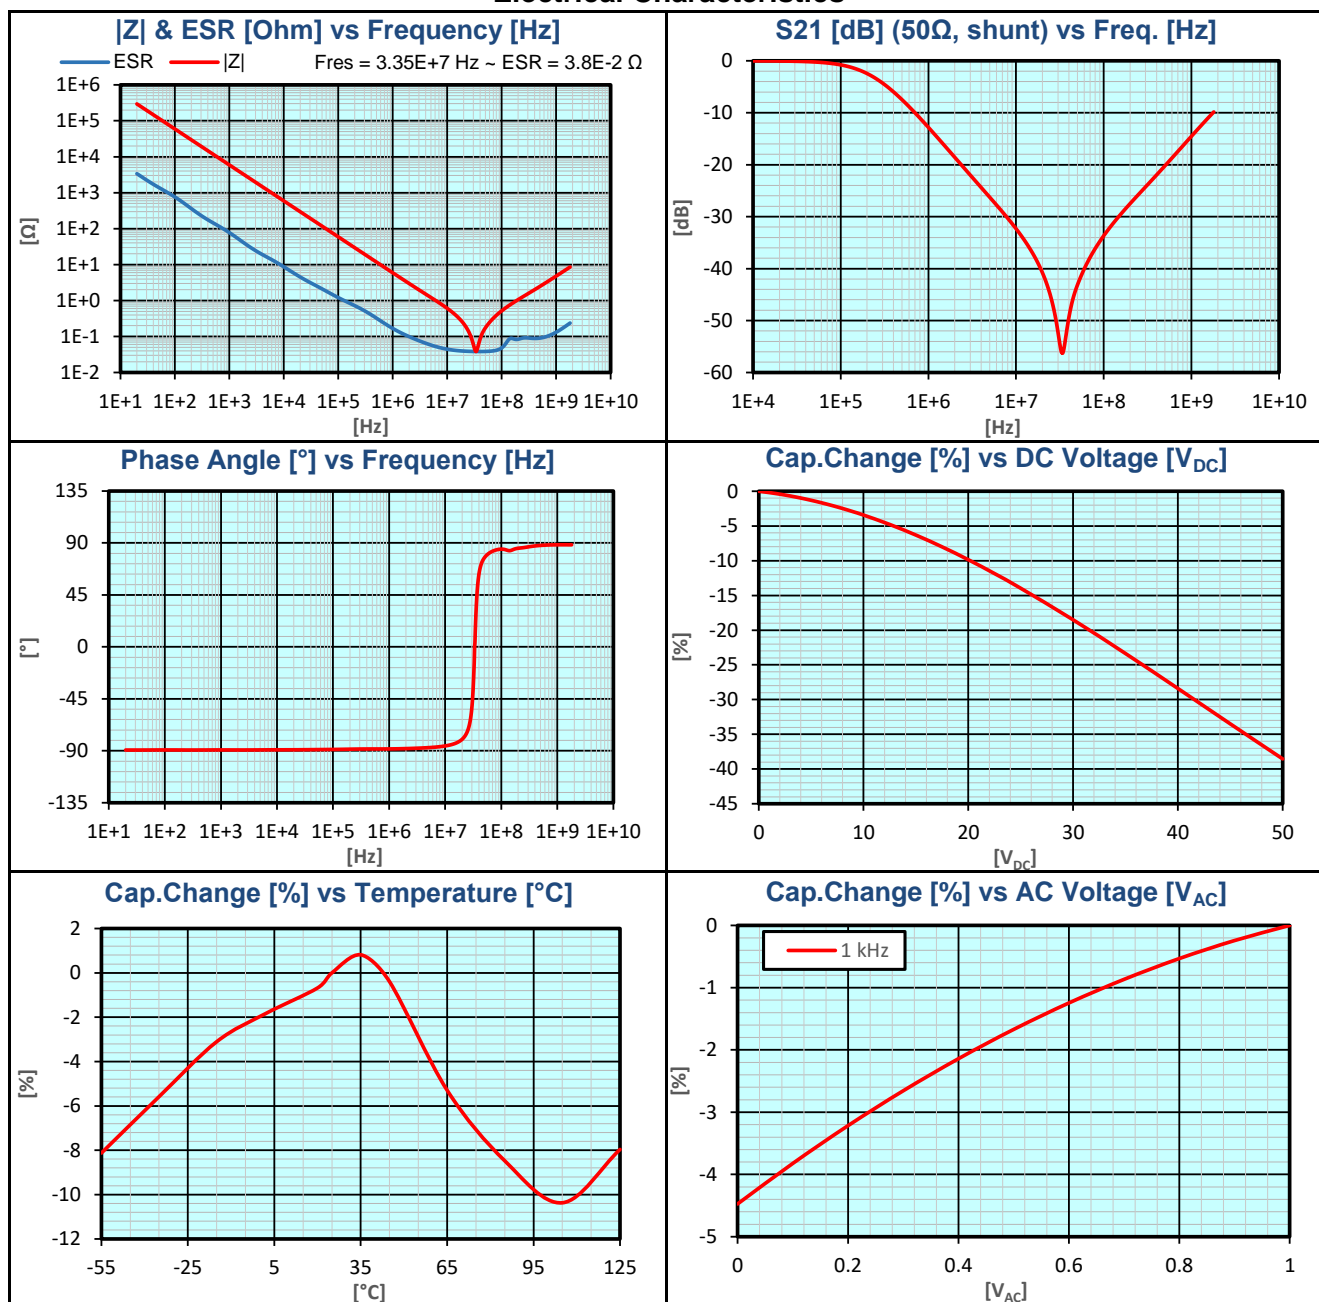 |Z| & ESR [Ohm] vs Frequency [Hz]
ESR |Z| Fres = 3.35E+7 Hz ~ ESR = 3.8E-2 Ω
1E+6
1E+5
1E+4
1E+3
1E+2
1E+1
1E+0
1E-1
1E-2
[Ω]
1E+1 1E+2 1E+3 1E+4 1E+5 1E+6 1E+7 1E+8 1E+9 1E+10
[Hz]
S21 [dB] (50Ω, shunt) vs Freq. [Hz]
0
-10
-20
-30
-40
-50
-60
[dB]
1E+4 1E+5 1E+6 1E+7 1E+8 1E+9 1E+10
[Hz]
Phase Angle [°] vs Frequency [Hz]
135
90
45
0
-45
-90
-135
[°]
1E+1 1E+2 1E+3 1E+4 1E+5 1E+6 1E+7 1E+8 1E+9 1E+10
[Hz]
Cap.Change [%] vs DC Voltage [VDC]
0
-5
-10
-15
-20
-25
-30
-35
-40
-45
[%]
0 10 20 30 40 50
[VDC]
Cap.Change [%] vs Temperature [°C]
2
0
-2
-4
-6
-8
-10
-12
[%]
-55 -25 5 35 65 95 125
[°C]
Cap.Change [%] vs AC Voltage [VAC]
1 kHz
0
-1
-2
-3
-4
-5
[%]
0 0.2 0.4 0.6 0.8 1
[VAC]